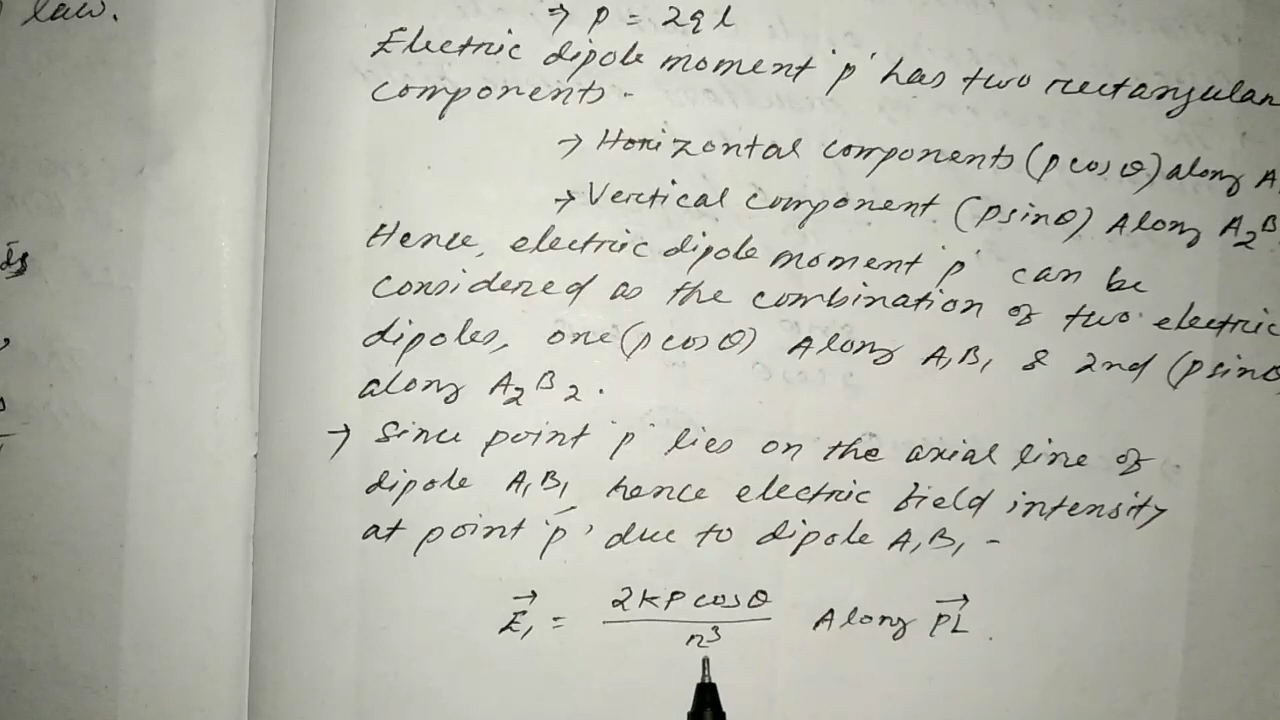 law.
→ p = 2ql
Electric dipole moment 'p' has two rectangular
components.
→ Horizontal components (p cos θ) along A
→ Vertical component (p sin θ) Along A₂B
Hence, electric dipole moment 'p' can be
considered as the combination of two electric
dipoles, one (p cos θ) Along A₁B₁ & 2nd (p sin θ
along A₂B₂.
→ Since point 'p' lies on the axial line of
dipole A₁B₁ hence electric field intensity
at point 'p' due to dipole A₁B₁ -
E⃗₁ = 2kp cos θ / r³ Along pL⃗.